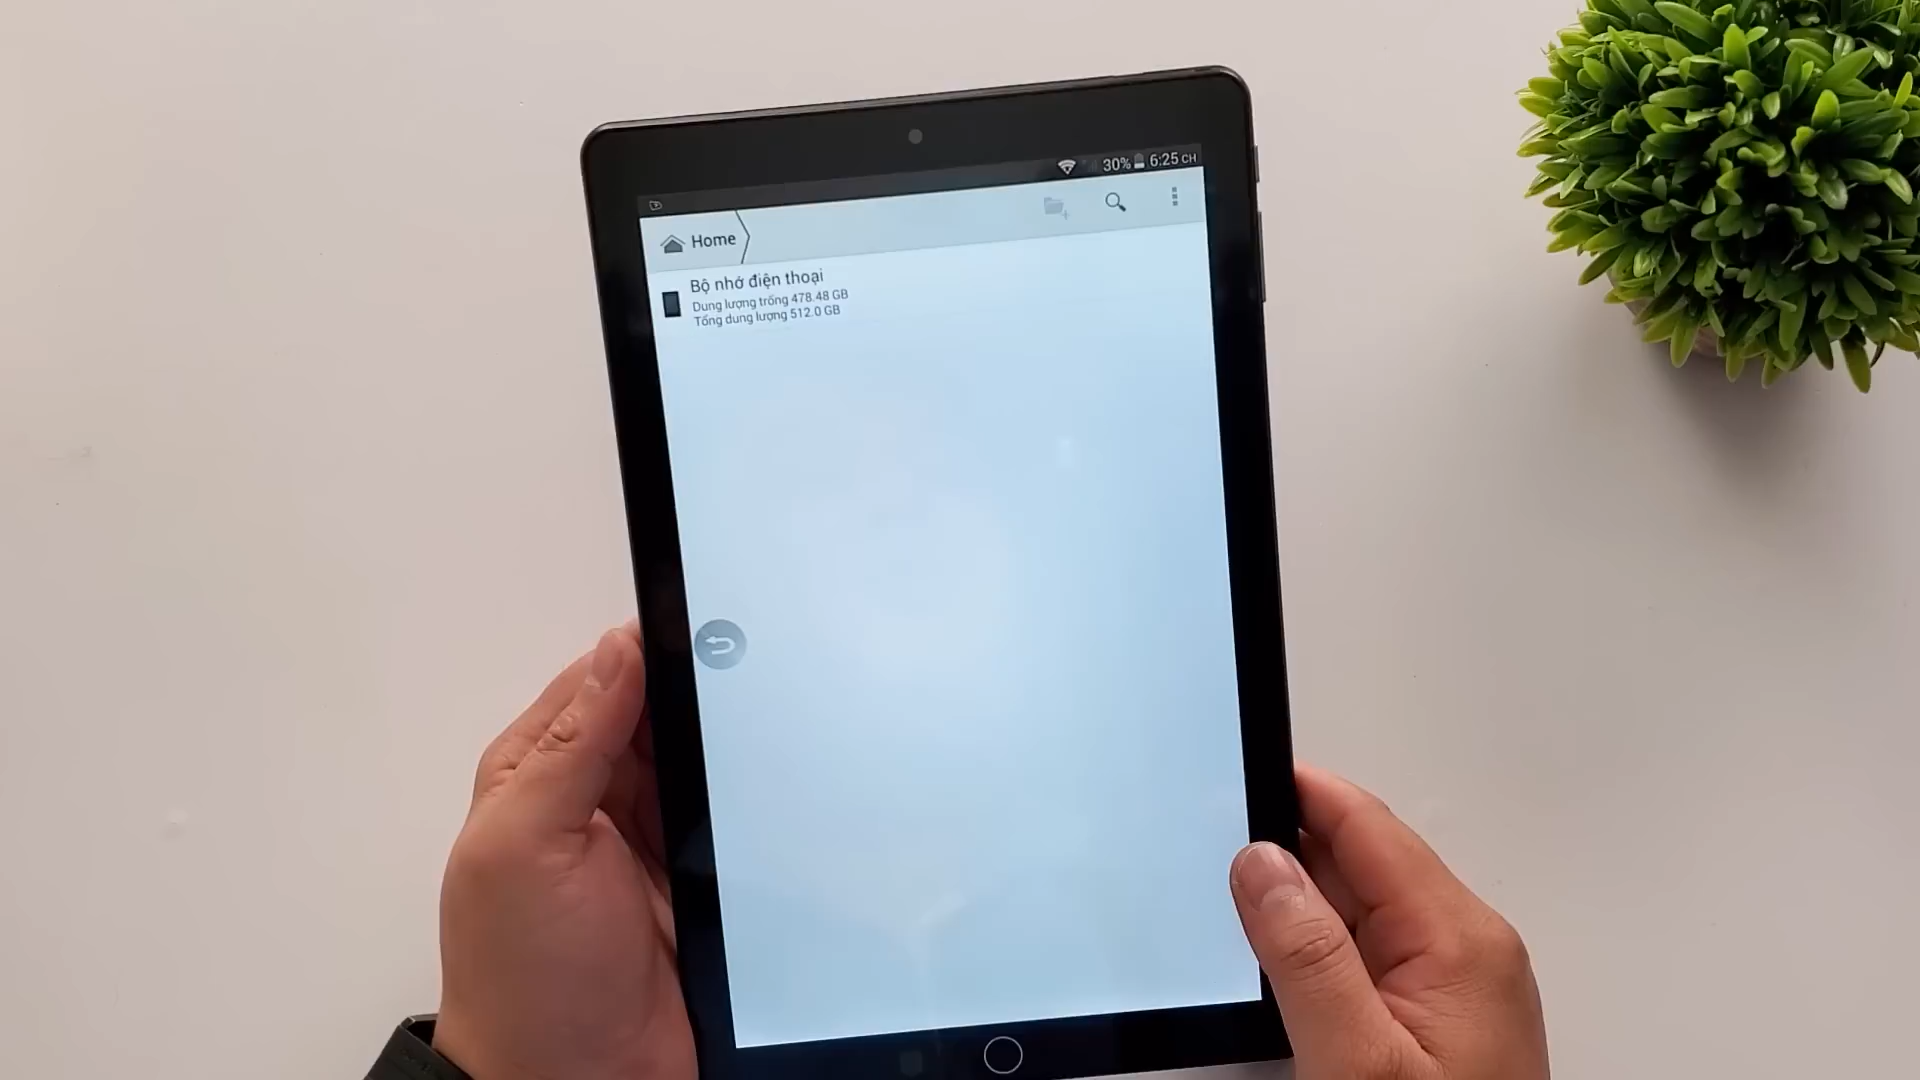 30% 6:25 CH
Home
Bộ nhớ điện thoại
Dung lượng trống 478.48 GB
Tổng dung lượng 512.0 GB